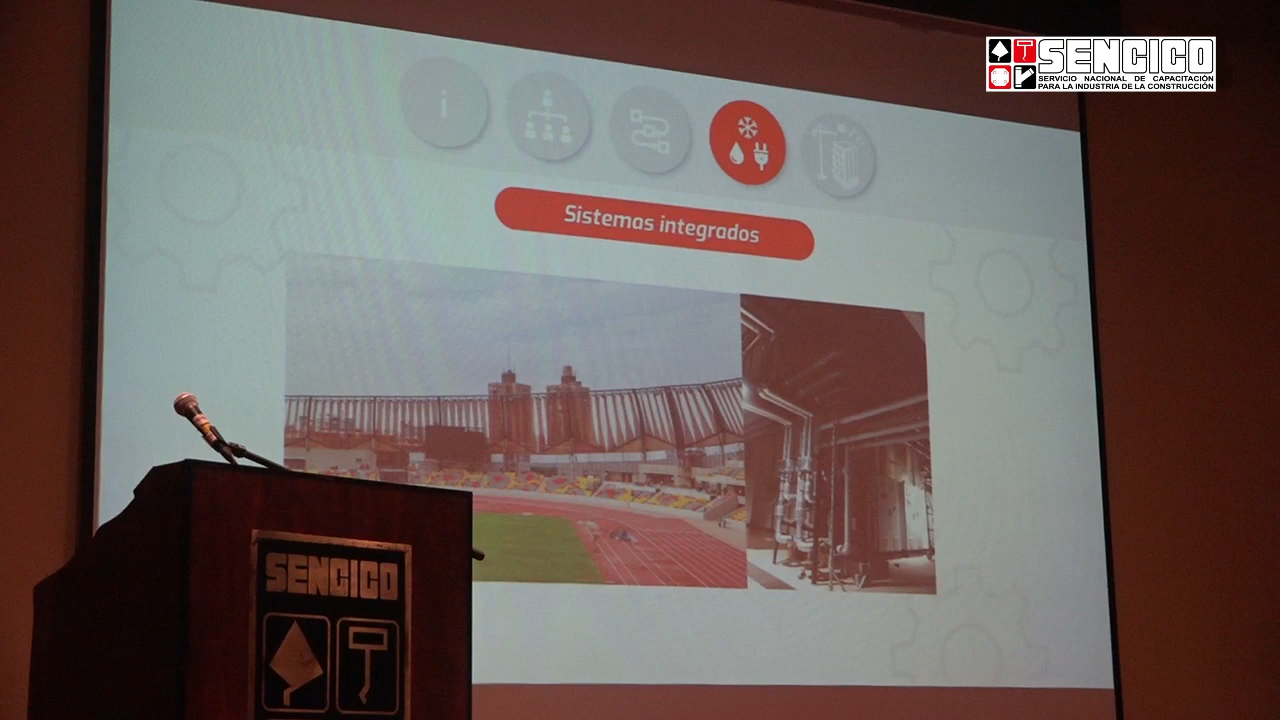 SENCICO
SERVICIO NACIONAL DE CAPACITACIÓN
PARA LA INDUSTRIA DE LA CONSTRUCCIÓN
i
Sistemas integrados
SENCICO